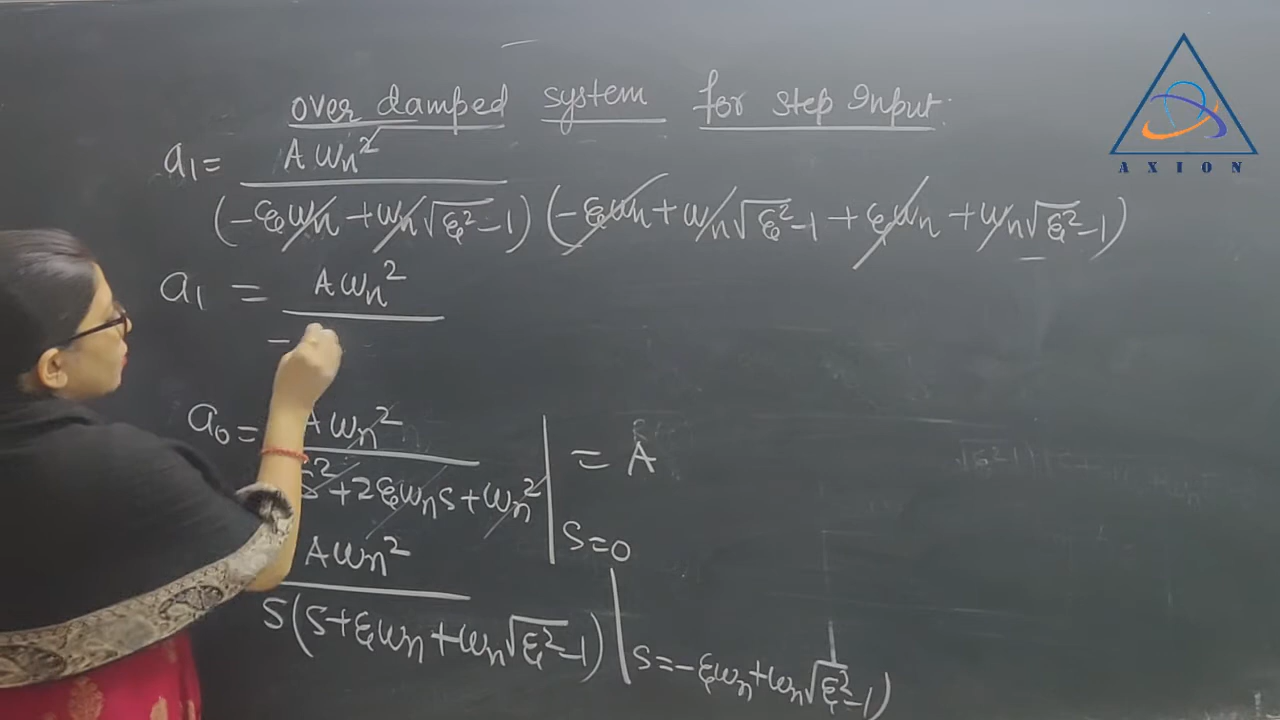 over damped system for step Input:
AXION
a₁ = Aωₙ² / (-ξωₙ + ωₙ√ξ²-1) (-ξωₙ + ωₙ√ξ²-1 + ξωₙ + ωₙ√ξ²-1)
a₁ = Aωₙ² / -
a₀ = Aωₙ² / S² + 2ξωₙS + ωₙ² | S=0 = A
Aωₙ² / S(S+ξωₙ+ωₙ√ξ²-1) | S=-ξωₙ+ωₙ√ξ²-1)